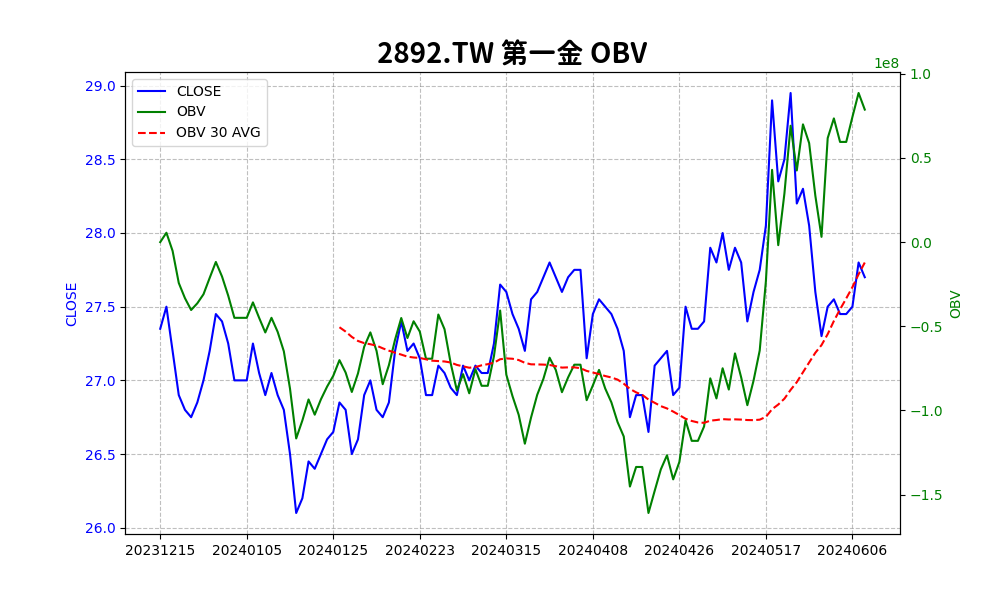 2892.TW 第一金 OBV
1e8
CLOSE
OBV
OBV 30 AVG
29.0
28.5
28.0
27.5
27.0
26.5
26.0
CLOSE
1.0
0.5
0.0
−0.5
−1.0
−1.5
OBV
20231215 20240105 20240125 20240223 20240315 20240408 20240426 20240517 20240606